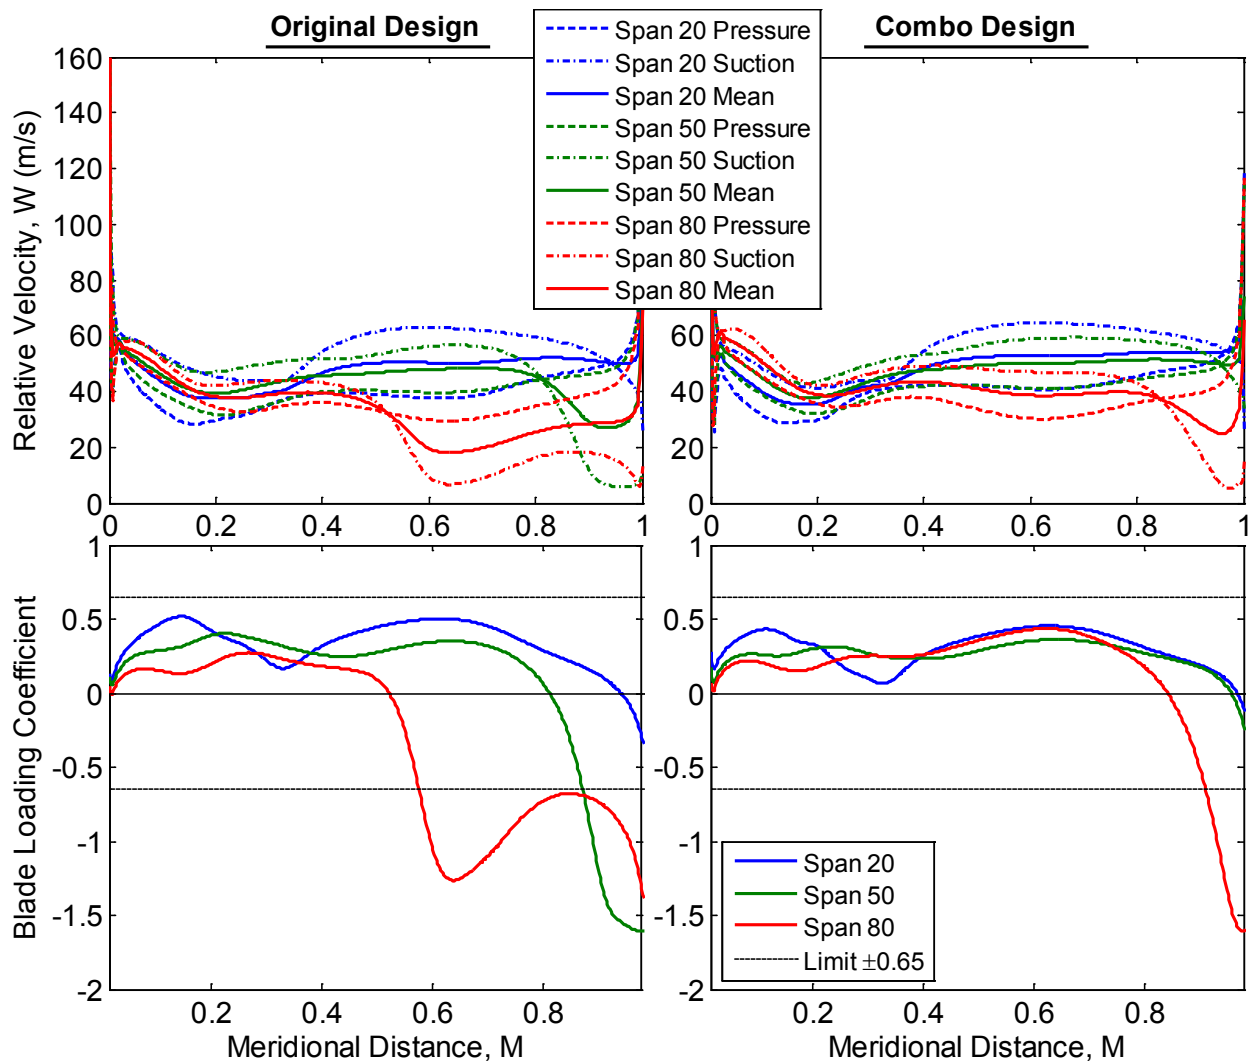 Original Design
Combo Design
Span 20 Pressure
Span 20 Suction
Span 20 Mean
Span 50 Pressure
Span 50 Suction
Span 50 Mean
Span 80 Pressure
Span 80 Suction
Span 80 Mean
Relative Velocity, W (m/s)
160
140
120
100
80
60
40
20
0
0 0.2 0.4 0.6 0.8 1
0 0.2 0.4 0.6 0.8 1
Blade Loading Coefficient
1
0.5
0
-0.5
-1
-1.5
-2
0.2 0.4 0.6 0.8
Meridional Distance, M
1
0.5
0
-0.5
-1
-1.5
-2
Span 20
Span 50
Span 80
Limit ±0.65
0.2 0.4 0.6 0.8
Meridional Distance, M